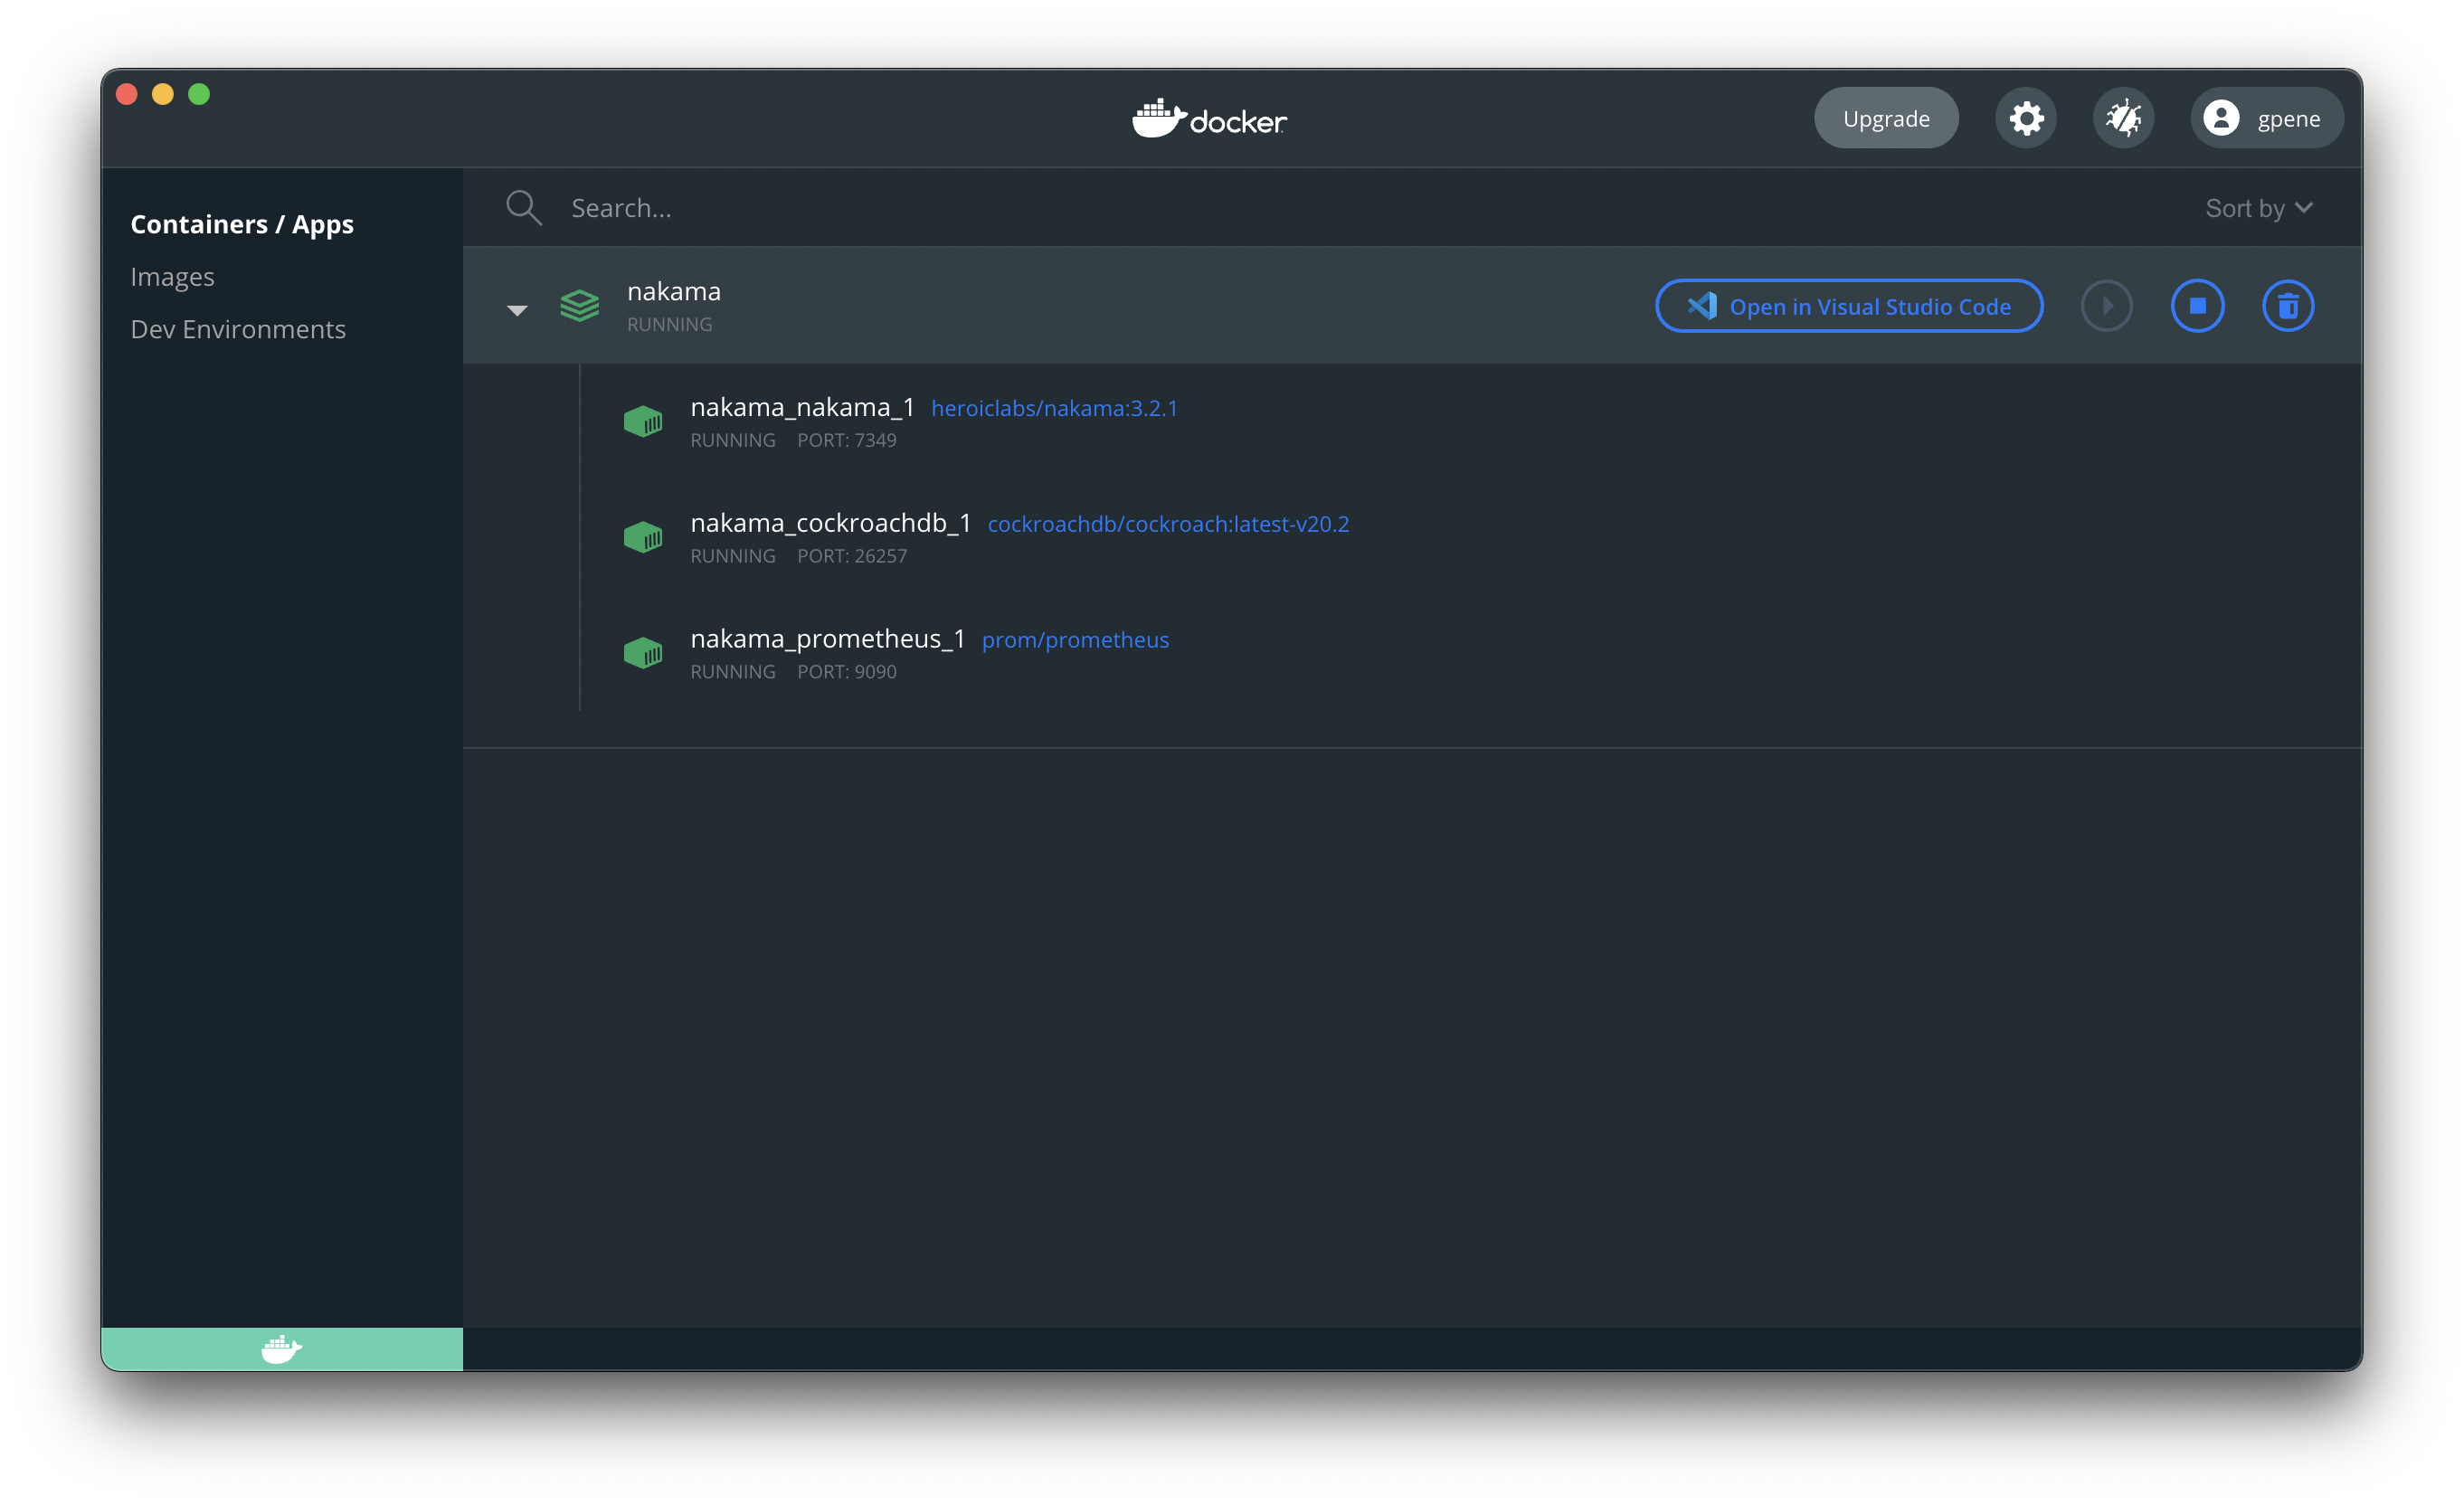 docker
Upgrade
gpene
Containers / Apps
Images
Dev Environments
Search...
Sort by
nakama
RUNNING
Open in Visual Studio Code
nakama_nakama_1 heroiclabs/nakama:3.2.1
RUNNING PORT: 7349
nakama_cockroachdb_1 cockroachdb/cockroach:latest-v20.2
RUNNING PORT: 26257
nakama_prometheus_1 prom/prometheus
RUNNING PORT: 9090